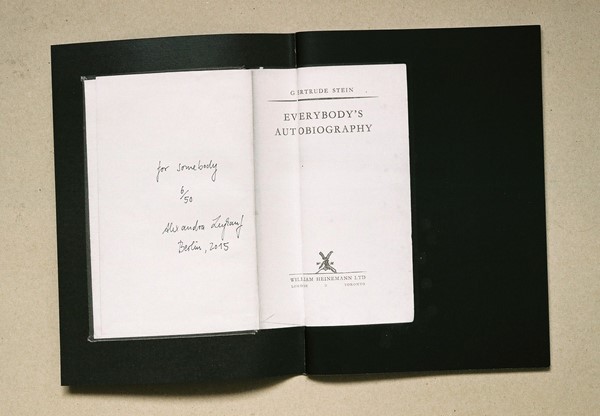 for somebody
6/50
Alexandra Leykauf
Berlin, 2015
GERTRUDE STEIN
EVERYBODY'S
AUTOBIOGRAPHY
WILLIAM HEINEMANN LTD
LONDON : TORONTO